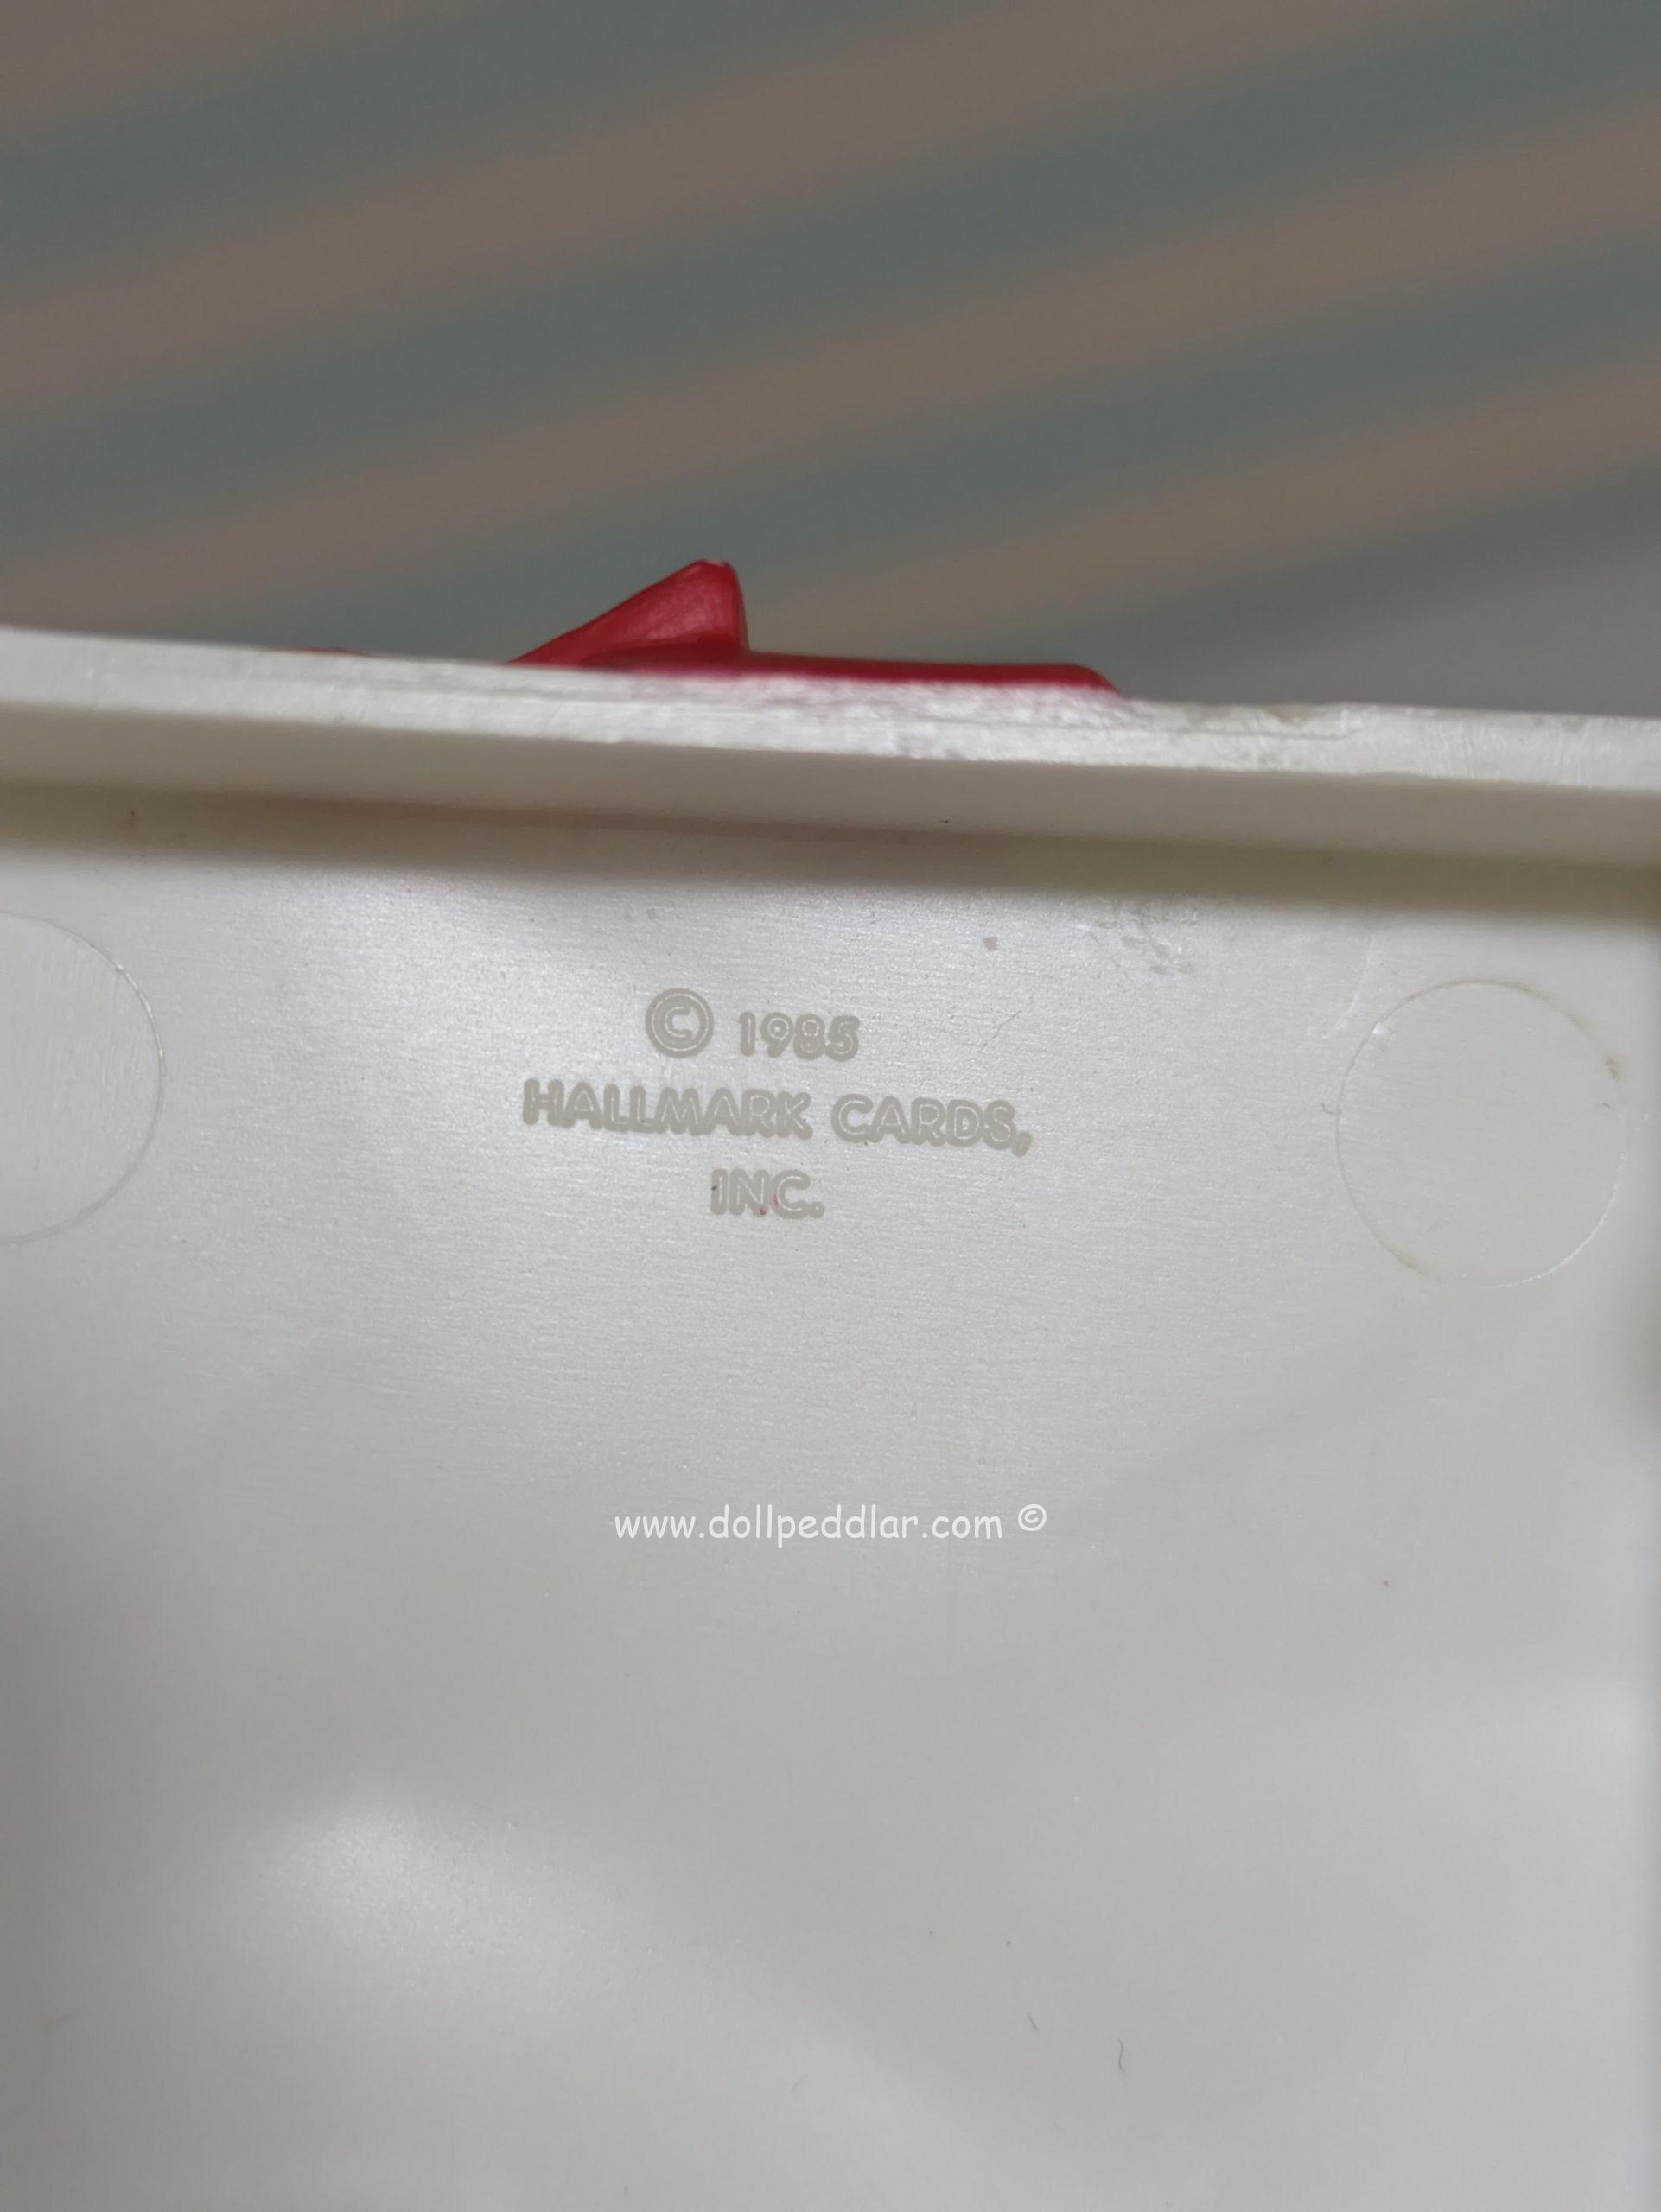 © 1985
HALLMARK CARDS,
INC.
www.dollpeddlar.com ©